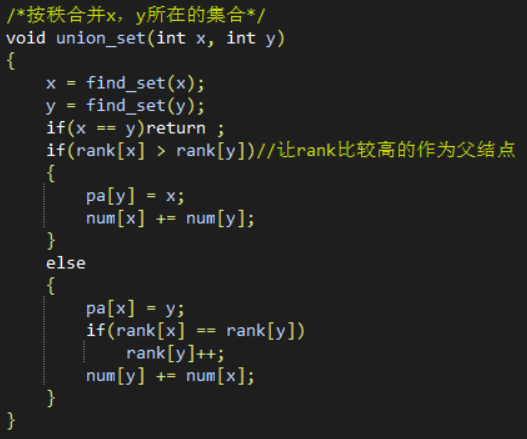 /*按秩合并x，y所在的集合*/
void union_set(int x, int y)
{
    x = find_set(x);
    y = find_set(y);
    if(x == y)return ;
    if(rank[x] > rank[y])//让rank比较高的作为父结点
    {
        pa[y] = x;
        num[x] += num[y];
    }
    else
    {
        pa[x] = y;
        if(rank[x] == rank[y])
            rank[y]++;
        num[y] += num[x];
    }
}